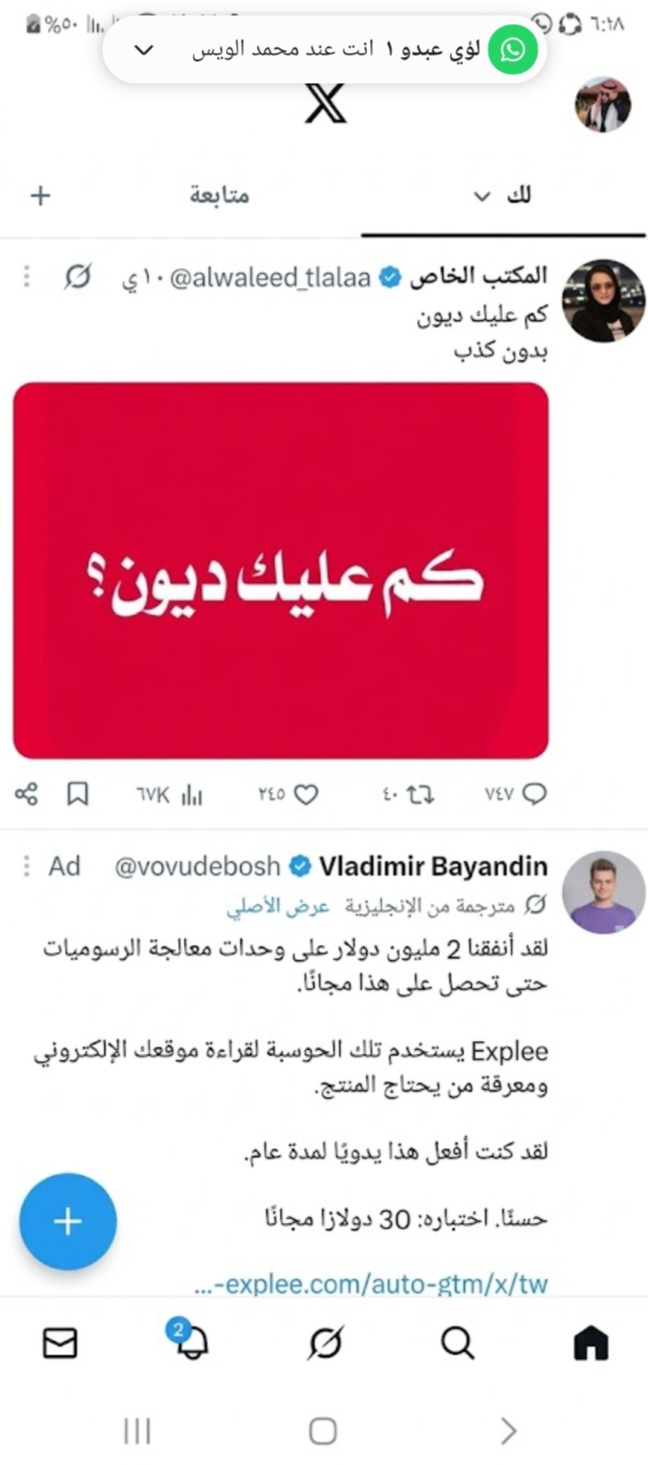 ٦:٢٨
%٥٠
لؤي عبدو ١ انت عند محمد الويس
لك
متابعة
المكتب الخاص @alwaleed_tlalaa · ١٠ي
كم عليك ديون
بدون كذب
كم عليك ديون؟
٧٤٧ ٤٠ ٢٤٥ ٦٧K
Vladimir Bayandin @vovudebosh Ad
مترجمة من الإنجليزية عرض الأصلي
لقد أنفقنا 2 مليون دولار على وحدات معالجة الرسوميات
حتى تحصل على هذا مجانًا.
Explee يستخدم تلك الحوسبة لقراءة موقعك الإلكتروني
ومعرفة من يحتاج المنتج.
لقد كنت أفعل هذا يدويًا لمدة عام.
حسنًا. اختباره: 30 دولارًا مجانًا
explee.com/auto-gtm/x/tw-...
2